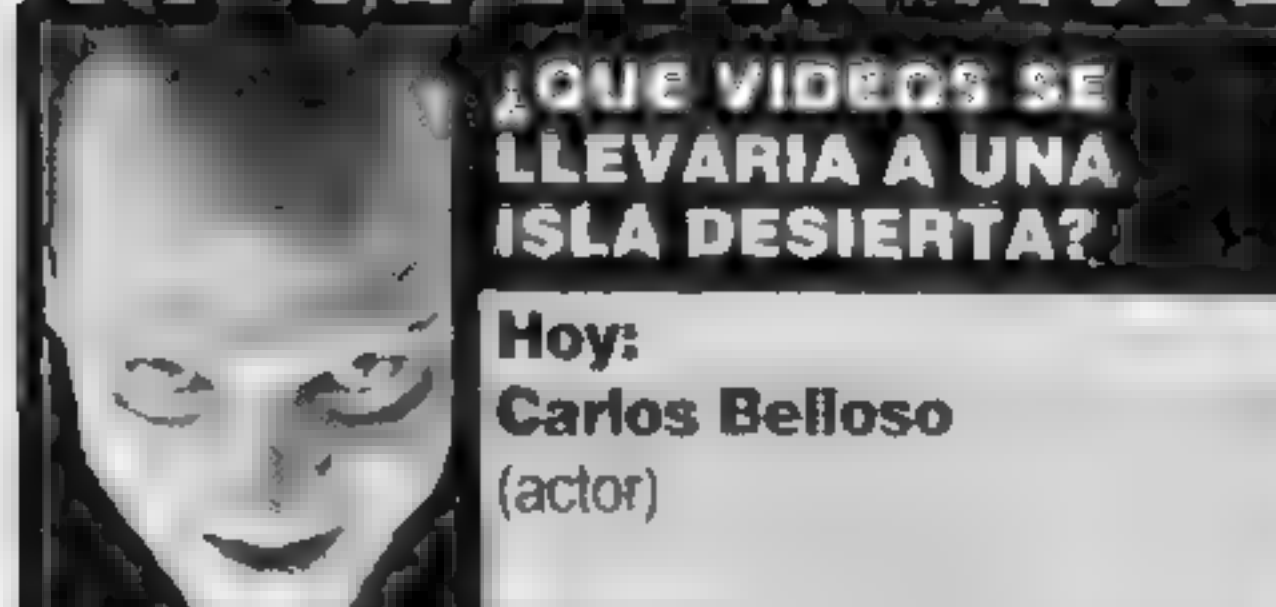 ¿QUE VIDEOS SE
LLEVARIA A UNA
ISLA DESIERTA?
Hoy:
Carlos Belloso
(actor)